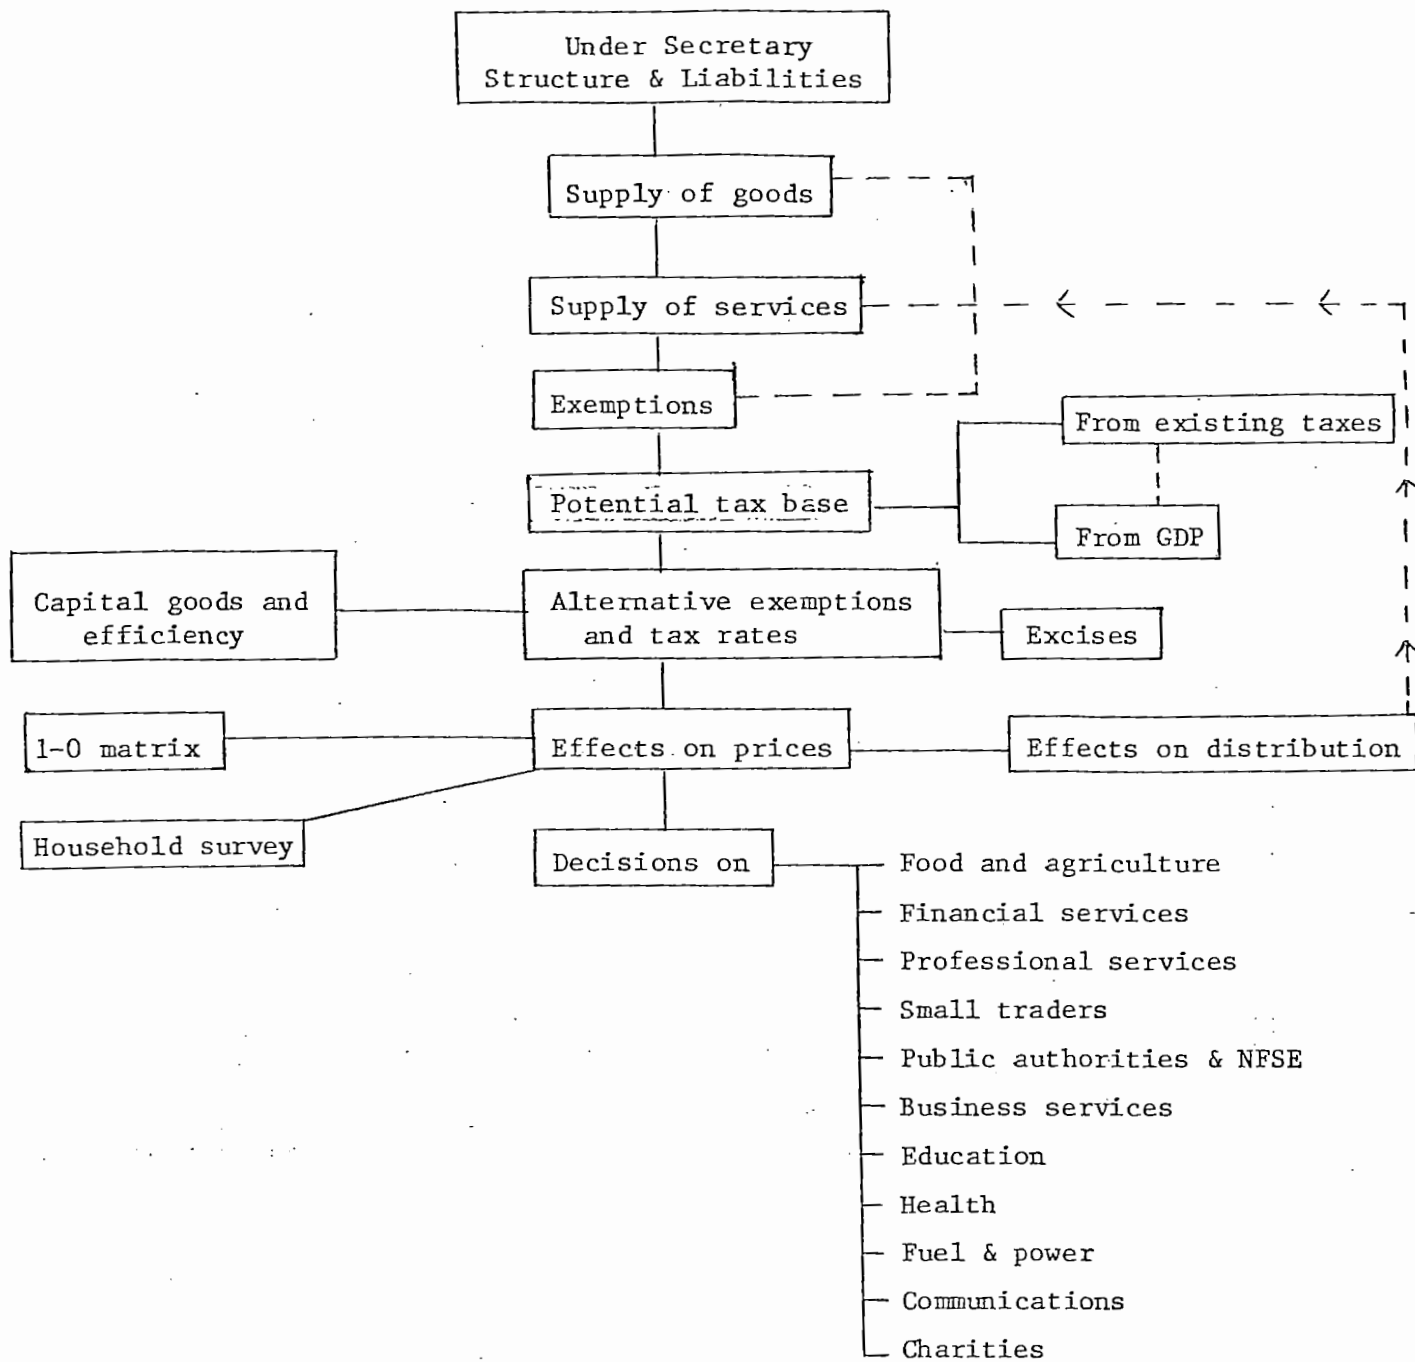 Under Secretary
Structure & Liabilities
Supply of goods
Supply of services
Exemptions
From existing taxes
Potential tax base
From GDP
Capital goods and
efficiency
Alternative exemptions
and tax rates
Excises
1-0 matrix
Effects on prices
Effects on distribution
Household survey
Decisions on
Food and agriculture
Financial services
Professional services
Small traders
Public authorities & NFSE
Business services
Education
Health
Fuel & power
Communications
Charities